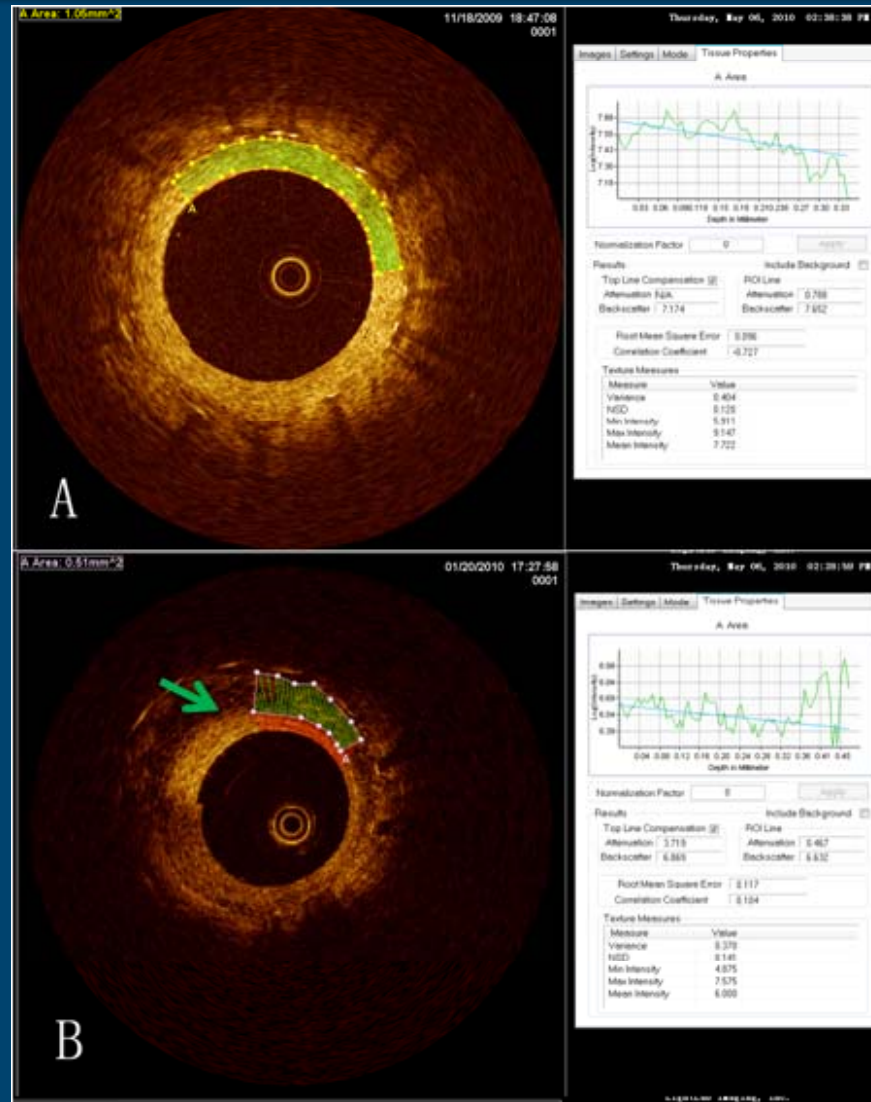 A Area: 1.05mm^2
11/18/2009 18:47:08
0001
A
A
Thursday, May 06, 2010 02:38:38 PM
Images Settings Mode Tissue Properties
A Area
Log(Intensity)
Depth in Millimeter
Normalization Factor 0 Apply
Results Include Background
Top Line Compensation ROI Line
Attenuation N/A Attenuation 0.788
Backscatter 7.174 Backscatter 7.652
Root Mean Square Error 0.096
Correlation Coefficient -0.727
Texture Measures
Measure Value
Variance 0.404
NSD 0.128
Min Intensity 5.911
Max Intensity 9.147
Mean Intensity 7.722
A Area: 0.51mm^2
01/20/2010 17:27:58
0001
B
Thursday, May 06, 2010
Images Settings Mode Tissue Properties
A Area
Log(Intensity)
Depth in Millimeter
Normalization Factor 0 Apply
Results Include Background
Top Line Compensation ROI Line
Attenuation 3.719 Attenuation 0.467
Backscatter 6.869 Backscatter 6.632
Root Mean Square Error 0.117
Correlation Coefficient 0.104
Texture Measures
Measure Value
Variance 0.370
NSD 0.141
Min Intensity 4.875
Max Intensity 7.575
Mean Intensity 6.000